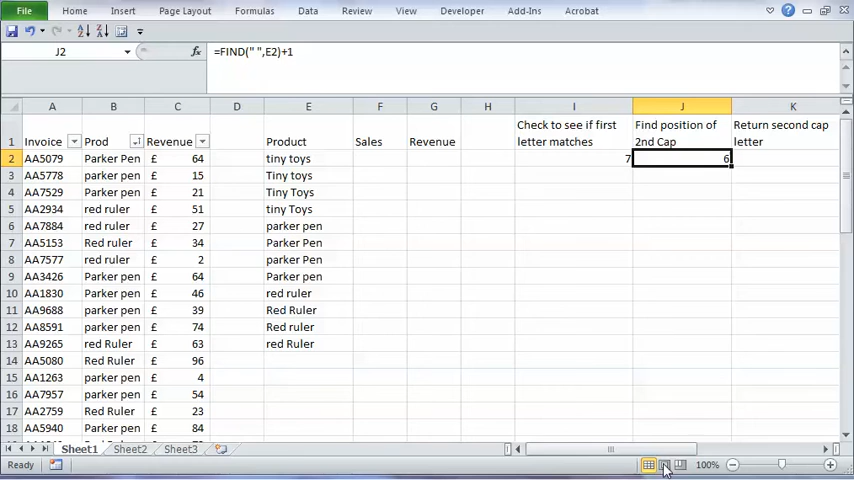 File Home Insert Page Layout Formulas Data Review View Developer Add-Ins Acrobat
J2 fx =FIND(" ",E2)+1
A B C D E F G H I J K
Check to see if first Find position of Return second cap
1 Invoice Prod Revenue Product Sales Revenue letter matches 2nd Cap letter
2 AA5079 Parker Pen £ 64 tiny toys 7 6
3 AA5778 parker pen £ 15 Tiny toys
4 AA7529 Parker Pen £ 21 Tiny Toys
5 AA2934 red ruler £ 51 tiny Toys
6 AA7884 red ruler £ 27 parker pen
7 AA5153 Red ruler £ 34 Parker Pen
8 AA7577 red ruler £ 2 parker Pen
9 AA3426 Parker pen £ 64 Parker pen
10 AA1830 Parker pen £ 46 red ruler
11 AA9688 parker pen £ 39 Red Ruler
12 AA8591 parker pen £ 74 Red ruler
13 AA9265 red ruler £ 63 red Ruler
14 AA5080 Red Ruler £ 96
15 AA1263 parker pen £ 4
16 AA7957 parker pen £ 54
17 AA2759 Red Ruler £ 23
18 AA5940 Parker pen £ 84
Sheet1 Sheet2 Sheet3
Ready 100%